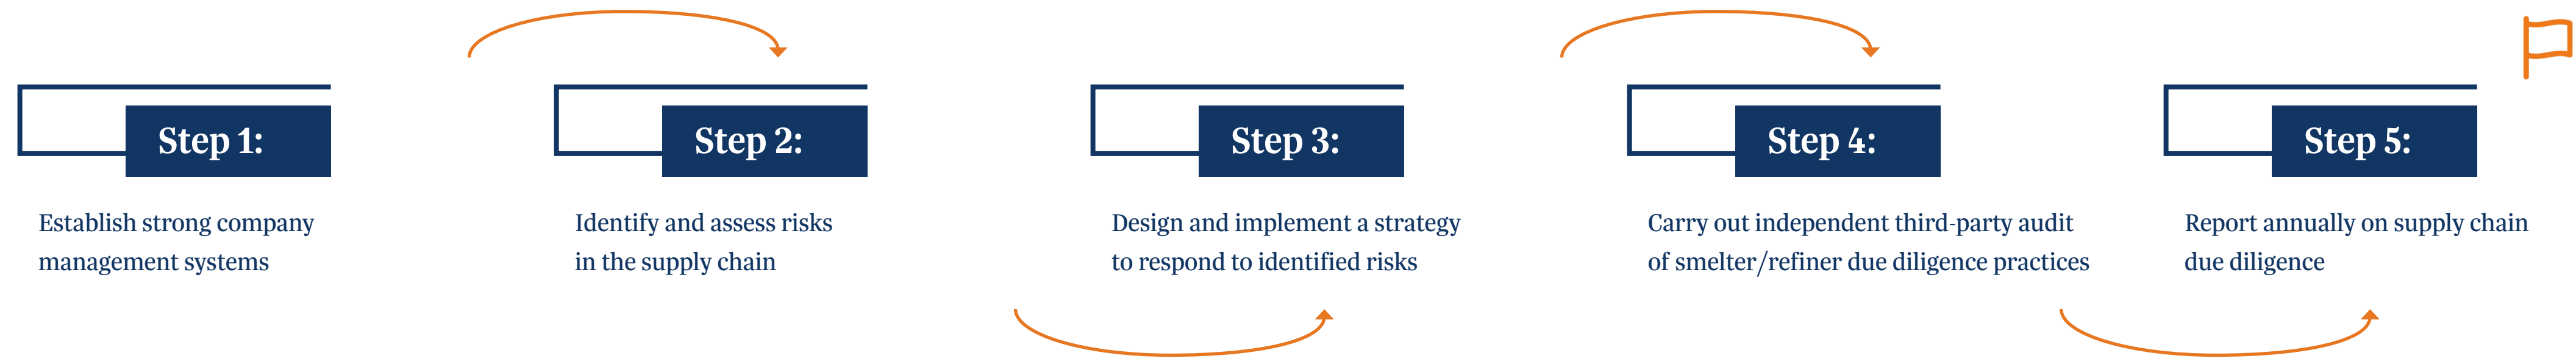 Step 1:
Establish strong company
management systems
Step 2:
Identify and assess risks
in the supply chain
Step 3:
Design and implement a strategy
to respond to identified risks
Step 4:
Carry out independent third-party audit
of smelter/refiner due diligence practices
Step 5:
Report annually on supply chain
due diligence